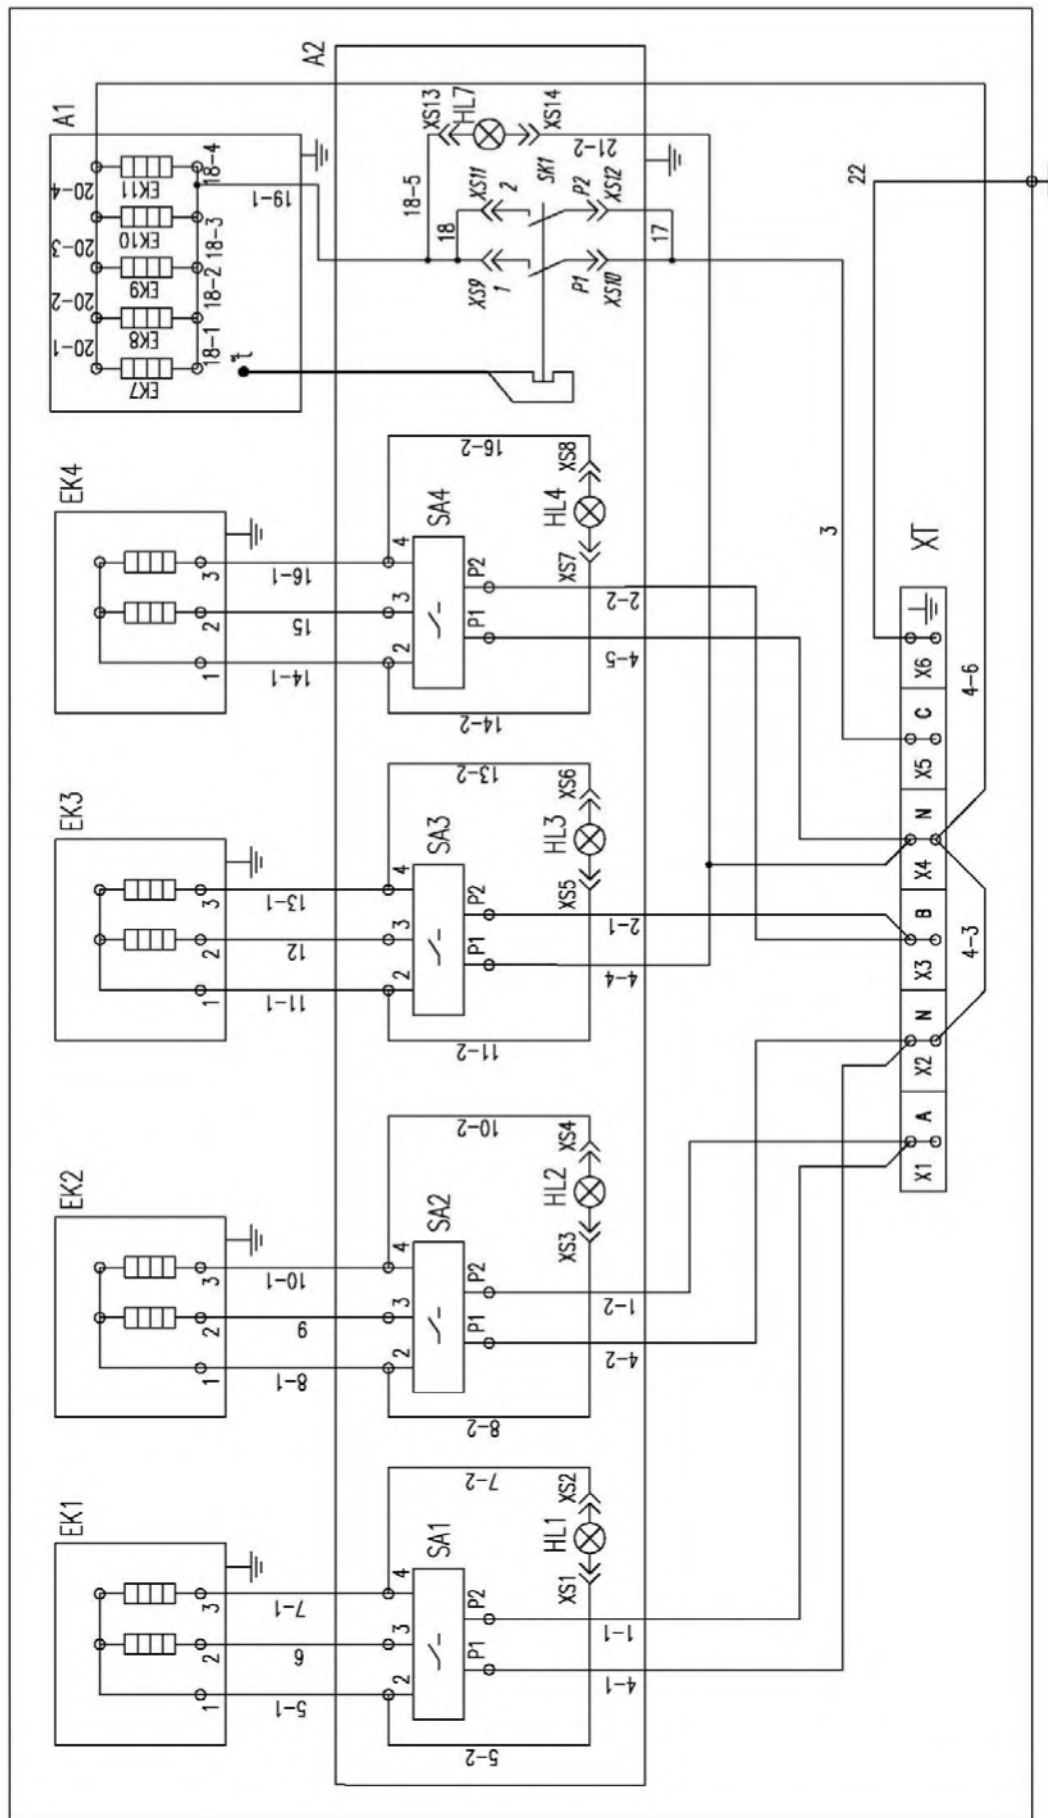 A1
20-4
20-3
20-2
20-1
EK11
EK10
EK9
EK8
EK7
18-4
18-3
18-2
18-1
19-1
t°
EK4
1
2
3
14-1
15
16-1
EK3
1
2
3
11-1
12
13-1
EK2
1
2
3
8-1
9
10-1
EK1
1
2
3
5-1
6
7-1
A2
XS13
HL7
XS14
21-2
18-5
18
XS11
2
SK1
P2
XS12
XS9
1
P1
XS10
17
16-2
SA4
2
3
4
P1
P2
XS7
HL4
XS8
14-2
2-2
4-5
13-2
SA3
2
3
4
P1
P2
XS5
HL3
XS6
11-2
2-1
4-4
10-2
SA2
2
3
4
P1
P2
XS3
HL2
XS4
8-2
1-2
4-2
7-2
SA1
2
3
4
P1
P2
XS1
HL1
XS2
5-2
1-1
4-1
22
3
XT
X6
X5 C
X4 N
X3 B
X2 N
X1 A
4-6
4-3